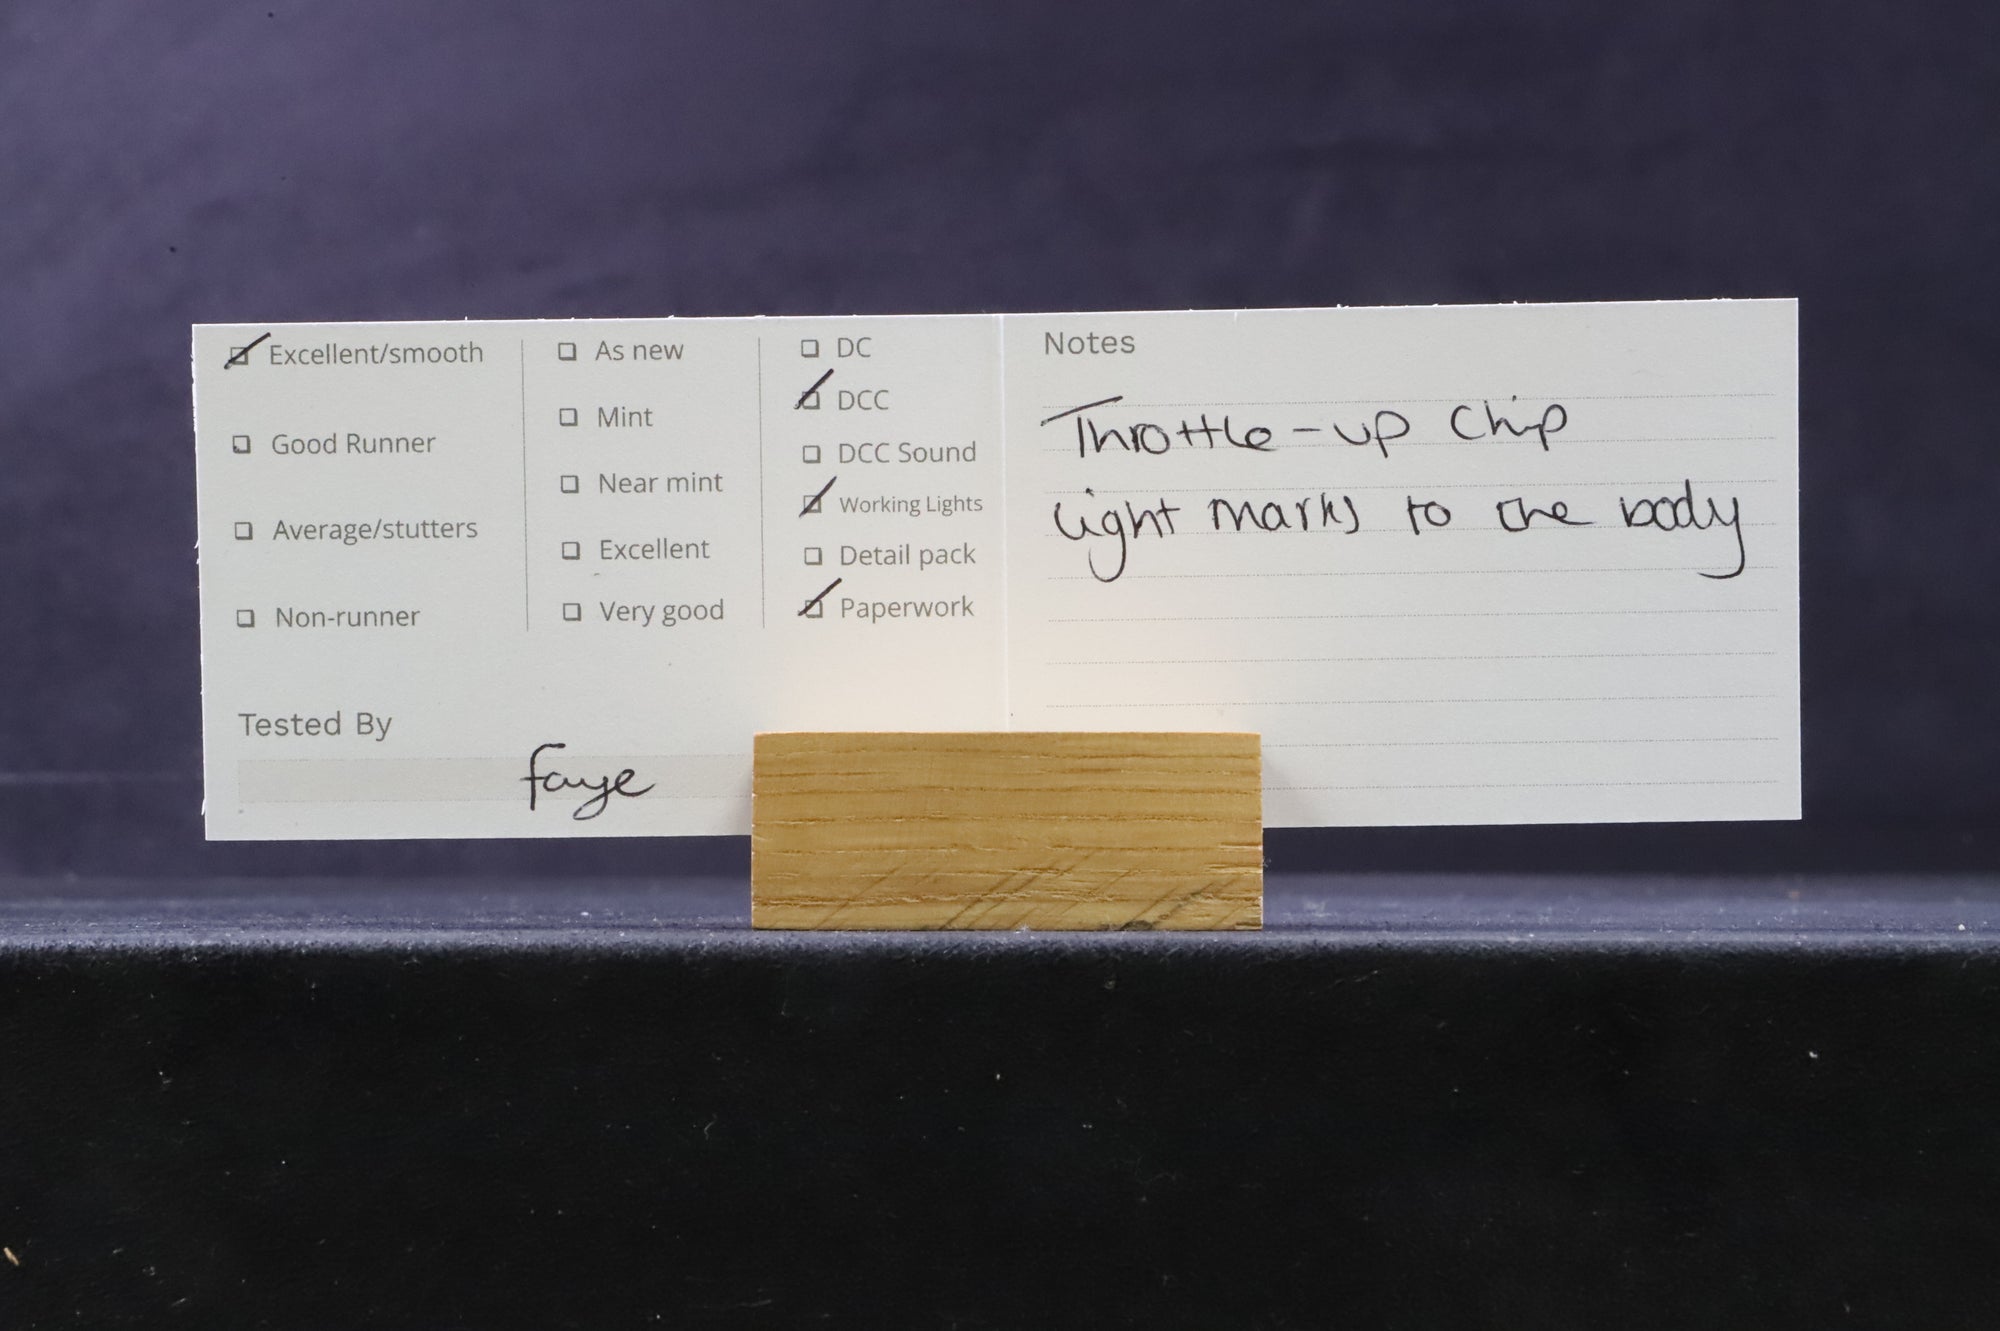 Excellent/smooth
Good Runner
Average/stutters
Non-runner
As new
Mint
Near mint
Excellent
Very good
DC
DCC
DCC Sound
Working Lights
Detail pack
Paperwork
Tested By
Faye
Notes
Throttle-up Chip
Light marks to the body